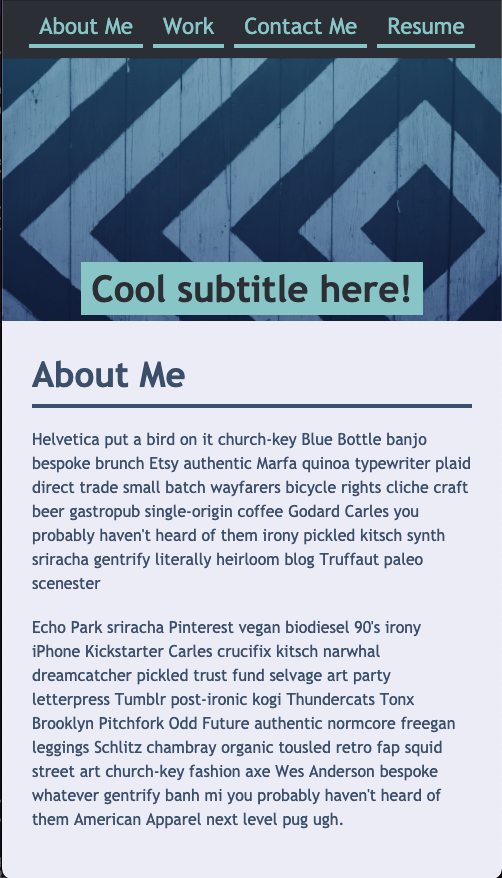 About Me Work Contact Me Resume
Cool subtitle here!
About Me
Helvetica put a bird on it church-key Blue Bottle banjo
bespoke brunch Etsy authentic Marfa quinoa typewriter plaid
direct trade small batch wayfarers bicycle rights cliche craft
beer gastropub single-origin coffee Godard Carles you
probably haven't heard of them irony pickled kitsch synth
sriracha gentrify literally heirloom blog Truffaut paleo
scenester
Echo Park sriracha Pinterest vegan biodiesel 90's irony
iPhone Kickstarter Carles crucifix kitsch narwhal
dreamcatcher pickled trust fund selvage art party
letterpress Tumblr post-ironic kogi Thundercats Tonx
Brooklyn Pitchfork Odd Future authentic normcore freegan
leggings Schlitz chambray organic tousled retro fap squid
street art church-key fashion axe Wes Anderson bespoke
whatever gentrify banh mi you probably haven't heard of
them American Apparel next level pug ugh.